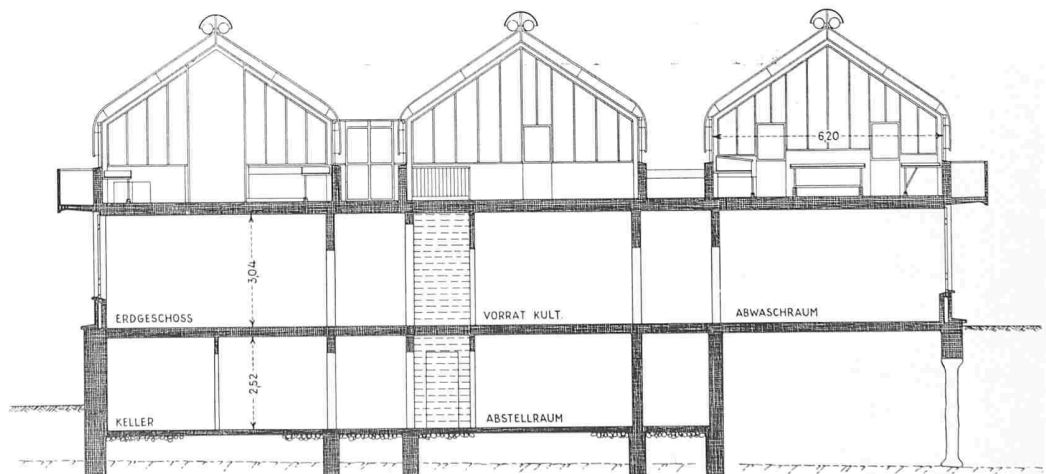 6,20
3,04
ERDGESCHOSS
VORRAT KULT.
ABWASCHRAUM
2,52
KELLER
ABSTELLRAUM